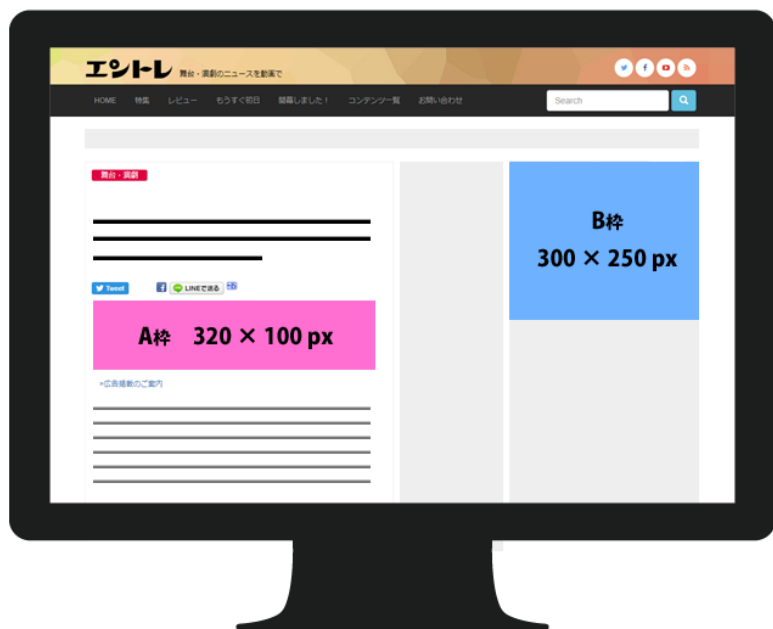 エントレ 舞台・演劇のニュースを動画で
HOME 特集 レビュー もうすぐ初日 開幕しました！ コンテンツ一覧 お問い合わせ Search
舞台・演劇
Tweet LINEで送る
A枠 320 × 100 px
»広告掲載のご案内
B枠
300 × 250 px